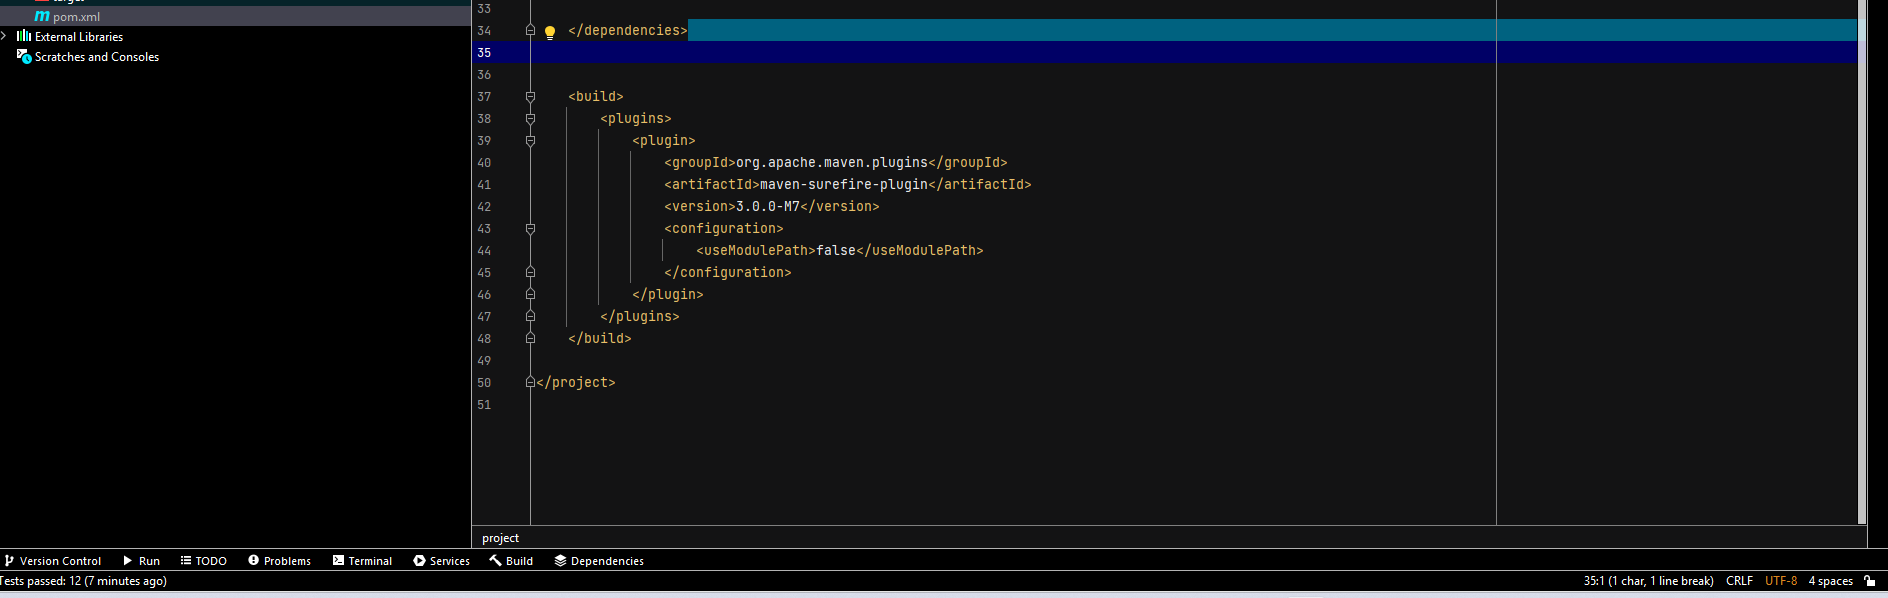 pom.xml
External Libraries
Scratches and Consoles
33
34 </dependencies>
35
36
37 <build>
38 <plugins>
39 <plugin>
40 <groupId>org.apache.maven.plugins</groupId>
41 <artifactId>maven-surefire-plugin</artifactId>
42 <version>3.0.0-M7</version>
43 <configuration>
44 <useModulePath>false</useModulePath>
45 </configuration>
46 </plugin>
47 </plugins>
48 </build>
49
50 </project>
51
project
Version Control Run TODO Problems Terminal Services Build Dependencies
Tests passed: 12 (7 minutes ago) 35:1 (1 char, 1 line break) CRLF UTF-8 4 spaces